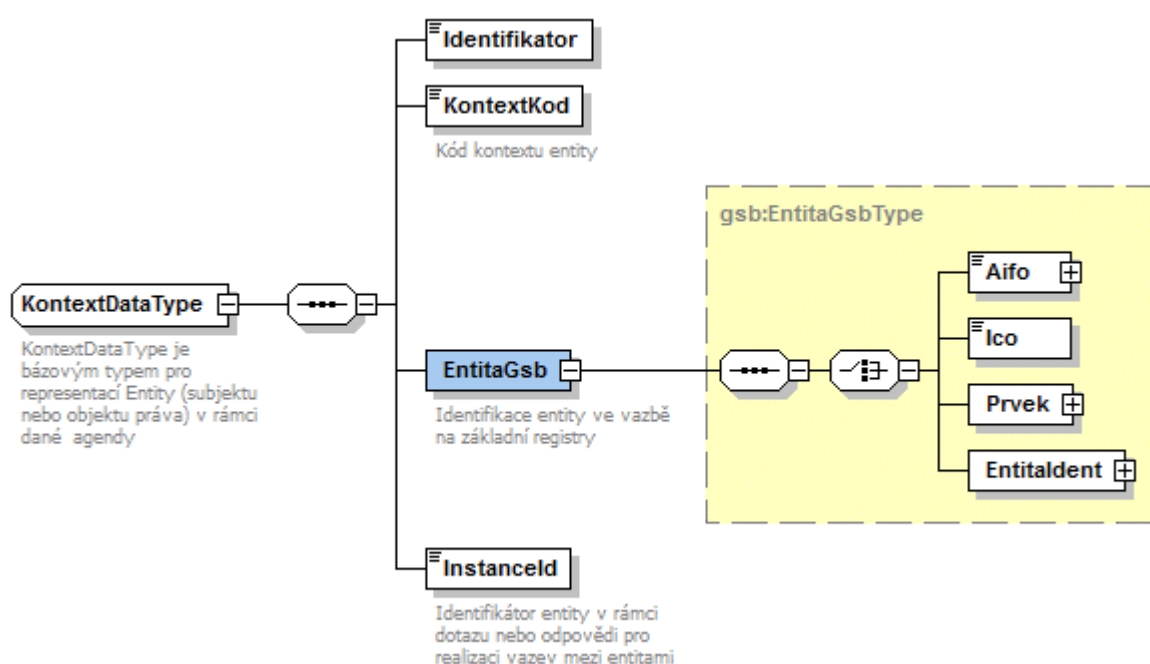 Identifikator
KontextKod
Kód kontextu entity
gsb:EntitaGsbType
Aifo
KontextDataType
KontextDataType je
bázovým typem pro
representací Entity (subjektu
nebo objektu práva) v rámci
dané agendy
Ico
EntitaGsb
Identifikace entity ve vazbě
na základní registry
Prvek
EntitaIdent
InstanceId
Identifikátor entity v rámci
dotazu nebo odpovědi pro
realizaci vazev mezi entitami